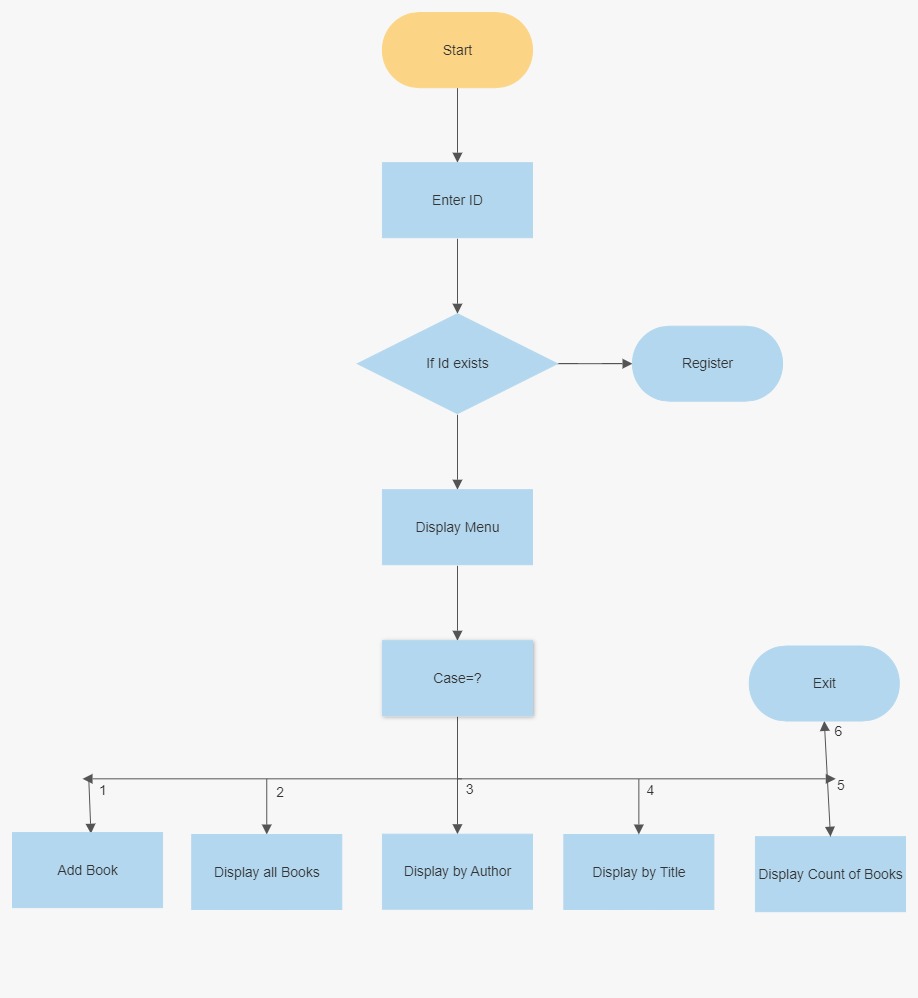 Start
Enter ID
If Id exists
Register
Display Menu
Case=?
Exit
6
1
2
3
4
5
Add Book
Display all Books
Display by Author
Display by Title
Display Count of Books